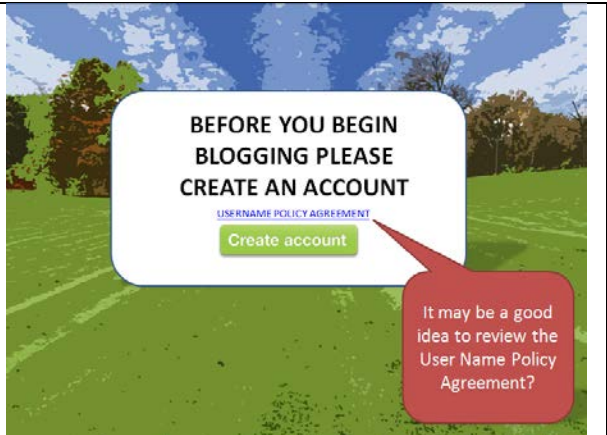 BEFORE YOU BEGIN
BLOGGING PLEASE
CREATE AN ACCOUNT
USERNAME POLICY AGREEMENT
Create account
It may be a good
idea to review the
User Name Policy
Agreement?